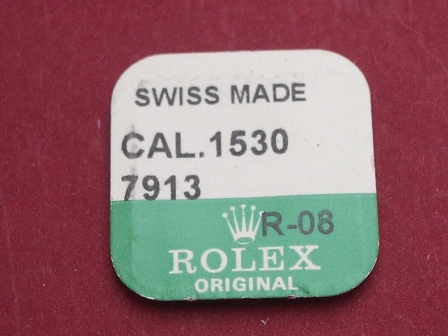 SWISS MADE
CAL.1530
7913
R-08
ROLEX
ORIGINAL